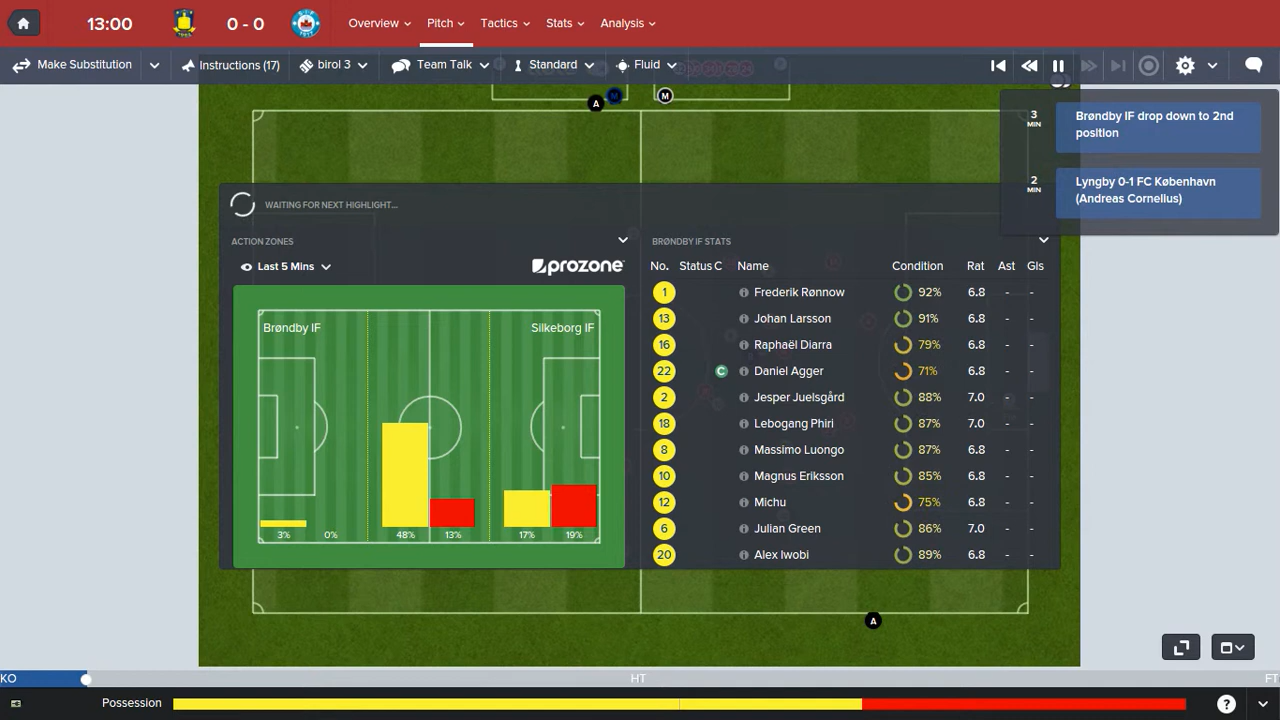 13:00
0 - 0
Overview
Pitch
Tactics
Stats
Analysis
Make Substitution
Instructions (17)
birol 3
Team Talk
Standard
Fluid
A
M
M
3 MIN
Brøndby IF drop down to 2nd
position
2 MIN
Lyngby 0-1 FC København
(Andreas Cornelius)
WAITING FOR NEXT HIGHLIGHT...
ACTION ZONES
Last 5 Mins
prozone
Brøndby IF
Silkeborg IF
3%
0%
48%
13%
17%
19%
BRØNDBY IF STATS
No. Status C Name Condition Rat Ast Gls
1 Frederik Rønnow 92% 6.8 - -
13 Johan Larsson 91% 6.8 - -
16 Raphaël Diarra 79% 6.8 - -
22 C Daniel Agger 71% 6.8 - -
2 Jesper Juelsgård 88% 7.0 - -
18 Lebogang Phiri 87% 7.0 - -
8 Massimo Luongo 87% 6.8 - -
10 Magnus Eriksson 85% 6.8 - -
12 Michu 75% 6.8 - -
6 Julian Green 86% 7.0 - -
20 Alex Iwobi 89% 6.8 - -
A
KO
HT
FT
Possession
?